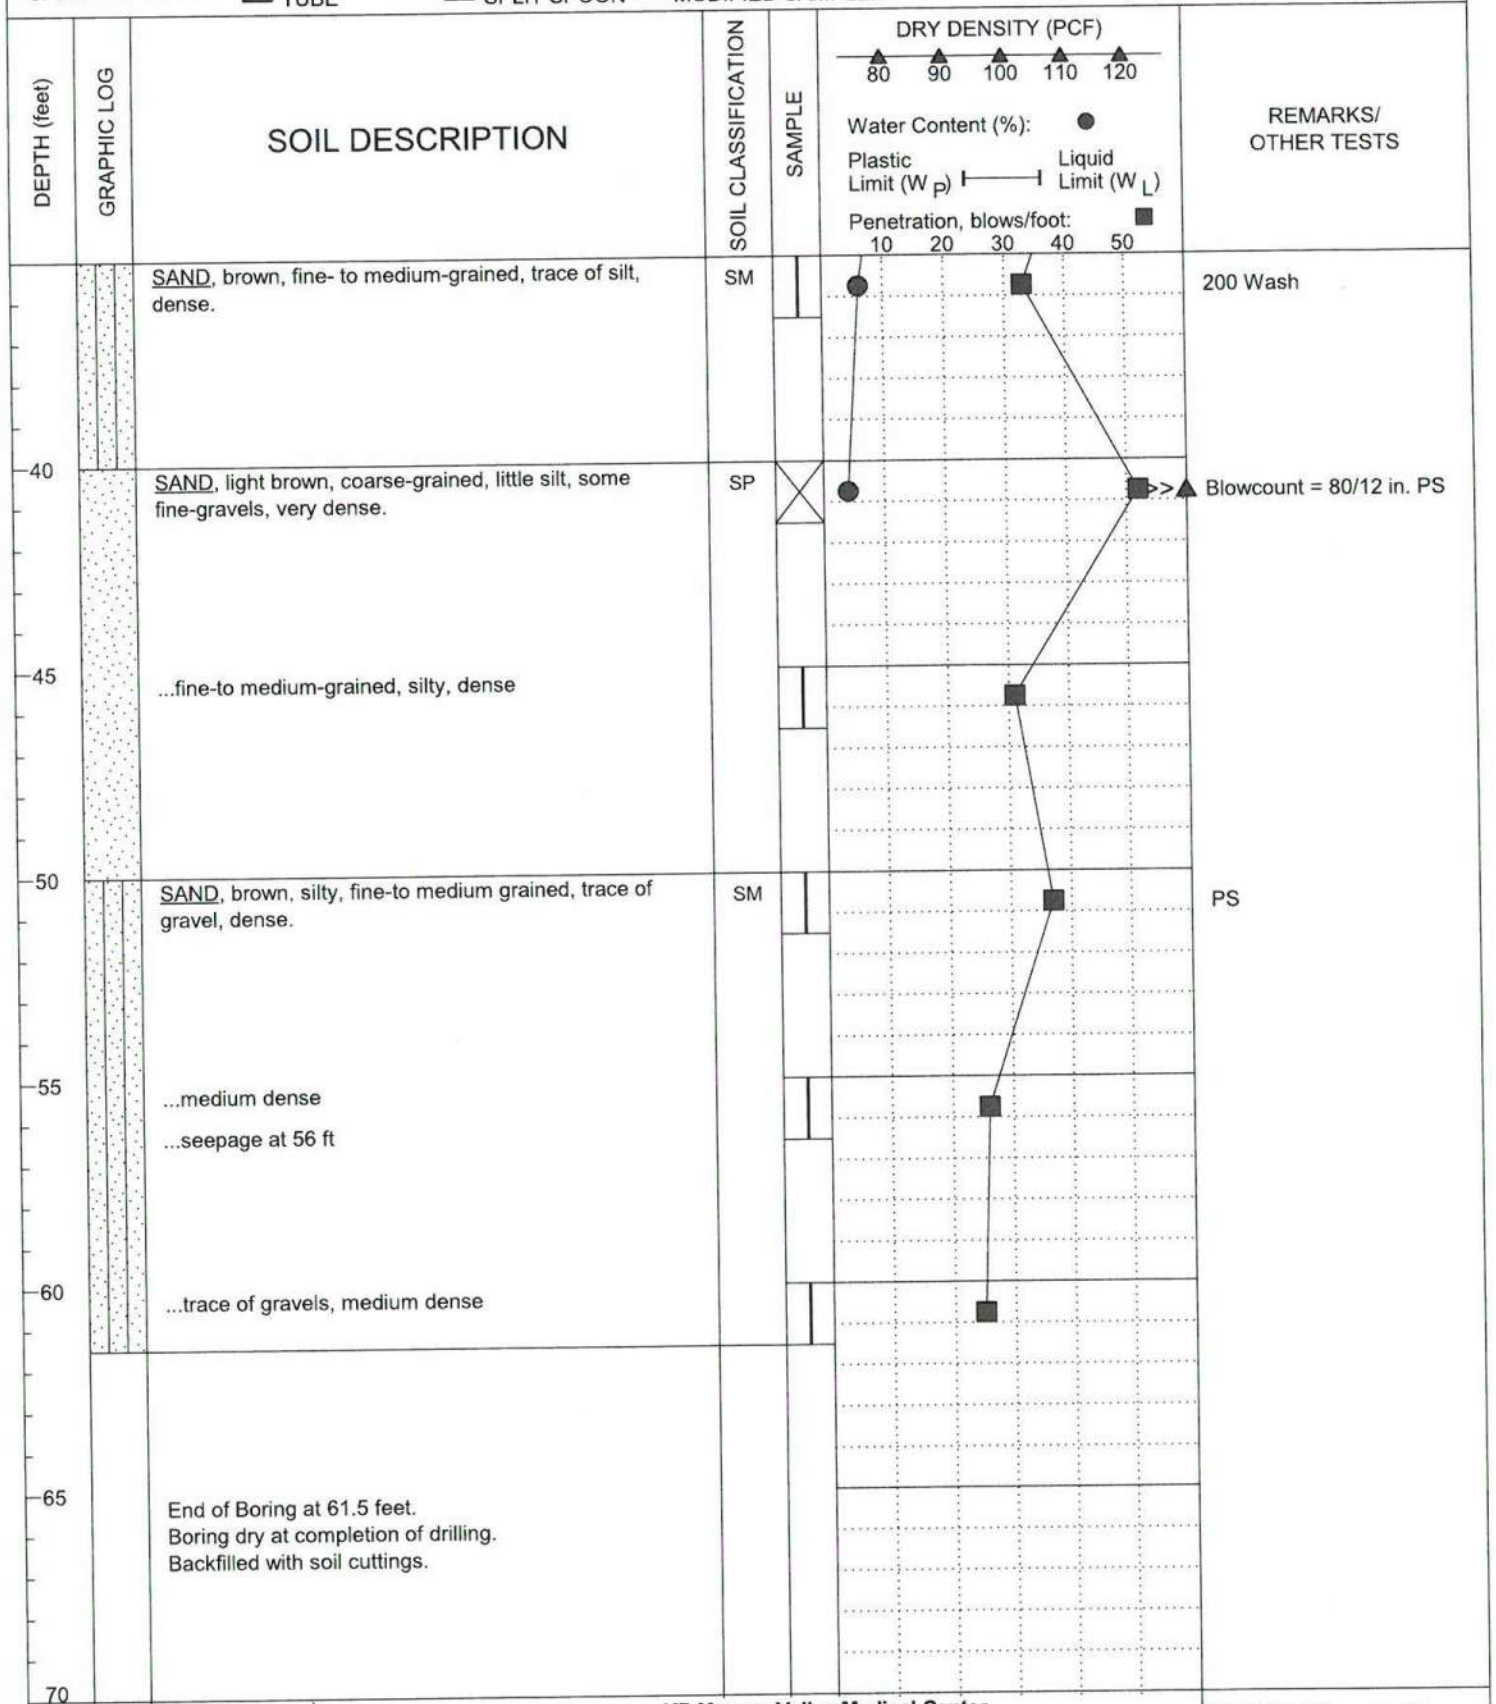 TUBE
DEPTH (feet)
GRAPHIC LOG
SOIL DESCRIPTION
SOIL CLASSIFICATION
SAMPLE
DRY DENSITY (PCF)
80 90 100 110 120
Water Content (%):
Plastic Limit (W P) Liquid Limit (W L)
Penetration, blows/foot:
10 20 30 40 50
REMARKS/
OTHER TESTS
SAND, brown, fine- to medium-grained, trace of silt,
dense.
SM
200 Wash
40
SAND, light brown, coarse-grained, little silt, some
fine-gravels, very dense.
SP
>>
Blowcount = 80/12 in. PS
45
...fine-to medium-grained, silty, dense
50
SAND, brown, silty, fine-to medium grained, trace of
gravel, dense.
SM
PS
55
...medium dense
...seepage at 56 ft
60
...trace of gravels, medium dense
65
End of Boring at 61.5 feet.
Boring dry at completion of drilling.
Backfilled with soil cuttings.
70